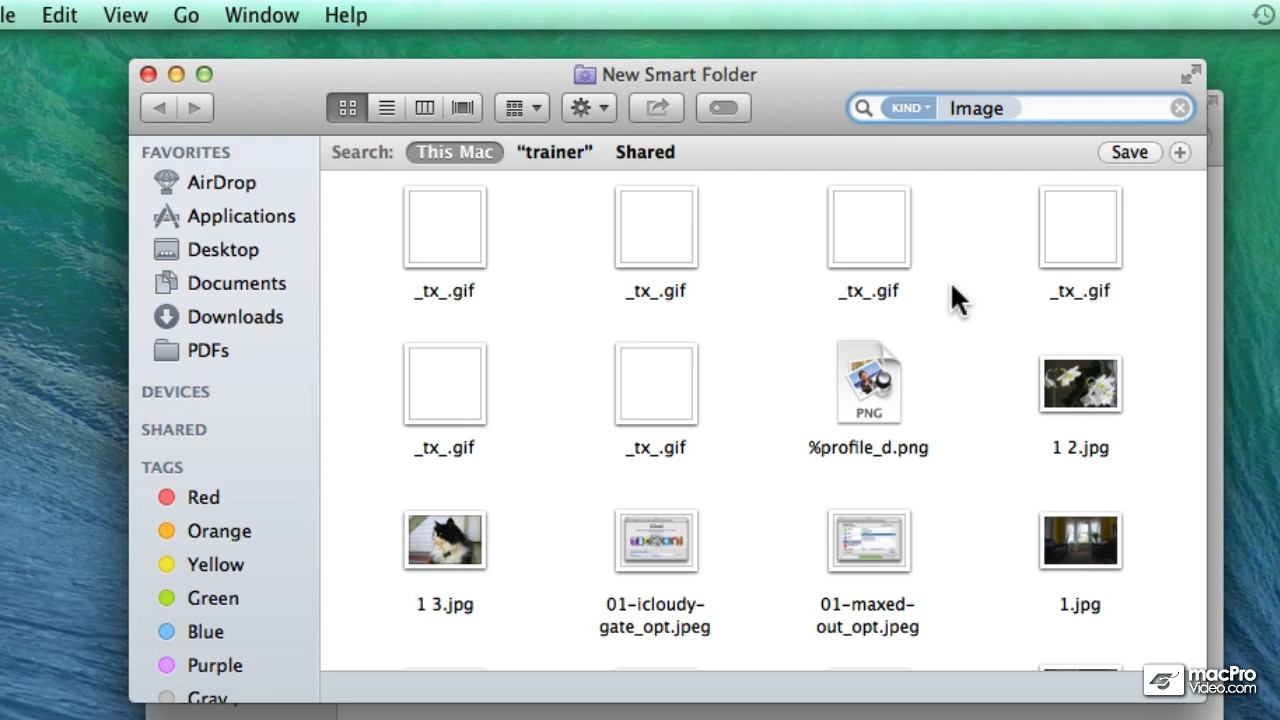 le Edit View Go Window Help
New Smart Folder
KIND Image
Search: This Mac “trainer” Shared Save
FAVORITES
AirDrop
Applications
Desktop
Documents
Downloads
PDFs
DEVICES
SHARED
TAGS
Red
Orange
Yellow
Green
Blue
Purple
Gray
_tx_.gif _tx_.gif _tx_.gif _tx_.gif
PNG
_tx_.gif _tx_.gif %profile_d.png 1 2.jpg
1 3.jpg 01-icloudy- 01-maxed- 1.jpg
gate_opt.jpeg out_opt.jpeg
macPro
Video.com